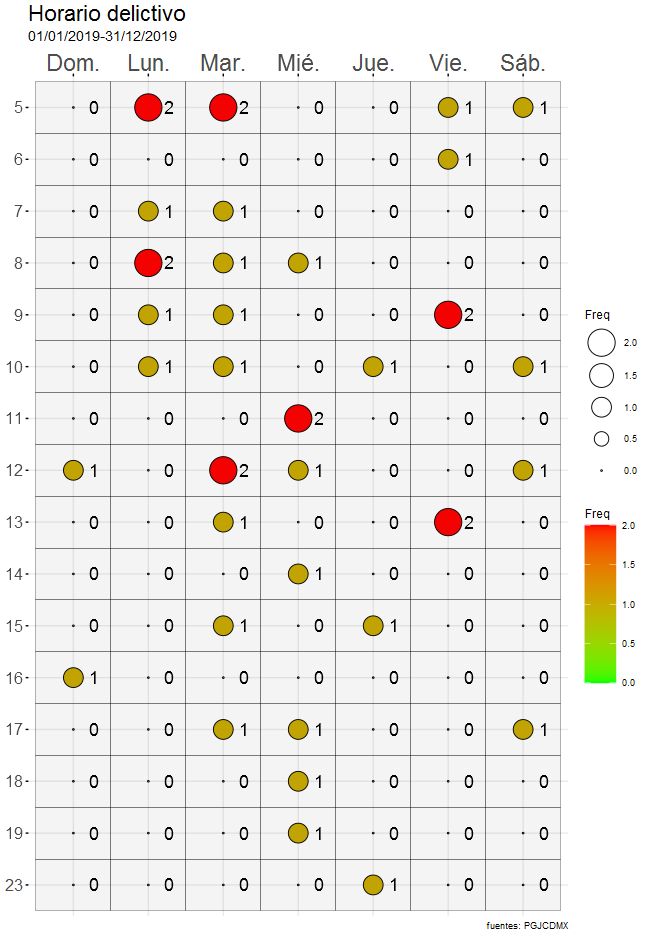 Horario delictivo
01/01/2019-31/12/2019
Dom. Lun. Mar. Mié. Jue. Vie. Sáb.
5 0 2 2 0 0 1 1
6 0 0 0 0 0 1 0
7 0 1 1 0 0 0 0
8 0 2 1 1 0 0 0
9 0 1 1 0 0 2 0
10 0 1 1 0 1 0 1
11 0 0 0 2 0 0 0
12 1 0 2 1 0 0 1
13 0 0 1 0 0 2 0
14 0 0 0 1 0 0 0
15 0 0 1 0 1 0 0
16 1 0 0 0 0 0 0
17 0 0 1 1 0 0 1
18 0 0 0 1 0 0 0
19 0 0 0 1 0 0 0
23 0 0 0 0 1 0 0
Freq
2.0
1.5
1.0
0.5
0.0
Freq
2.0
1.5
1.0
0.5
0.0
fuentes: PGJCDMX